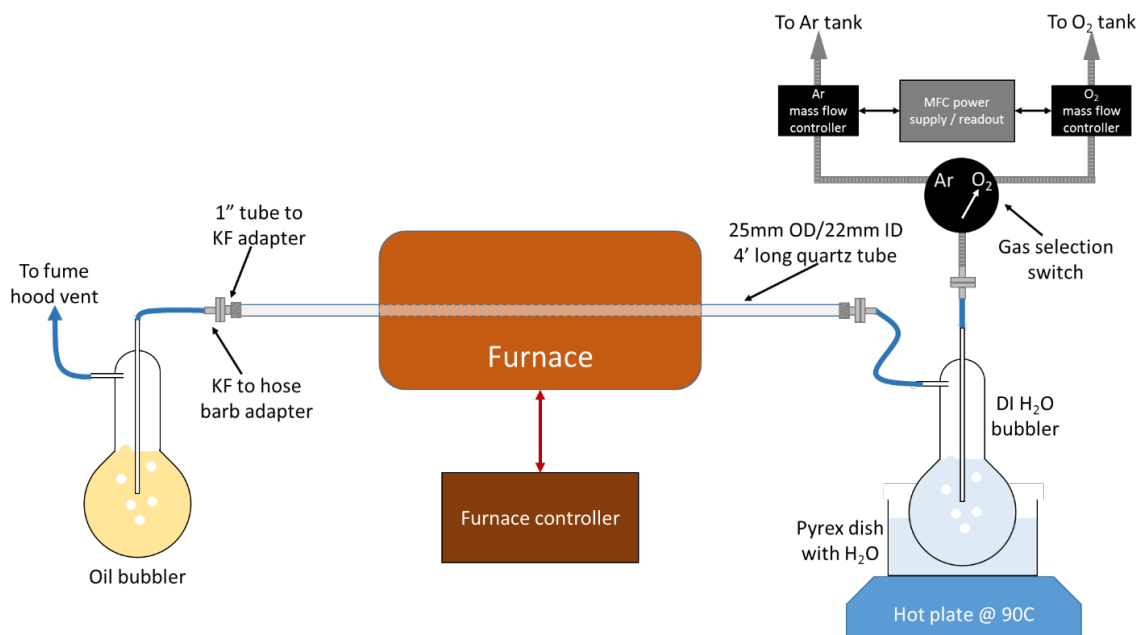 To Ar tank
To O₂ tank
Ar
mass flow
controller
MFC power
supply / readout
O₂
mass flow
controller
Ar O₂
Gas selection
switch
1” tube to
KF adapter
25mm OD/22mm ID
4’ long quartz tube
To fume
hood vent
Furnace
KF to hose
barb adapter
DI H₂O
bubbler
Furnace controller
Pyrex dish
with H₂O
Oil bubbler
Hot plate @ 90C